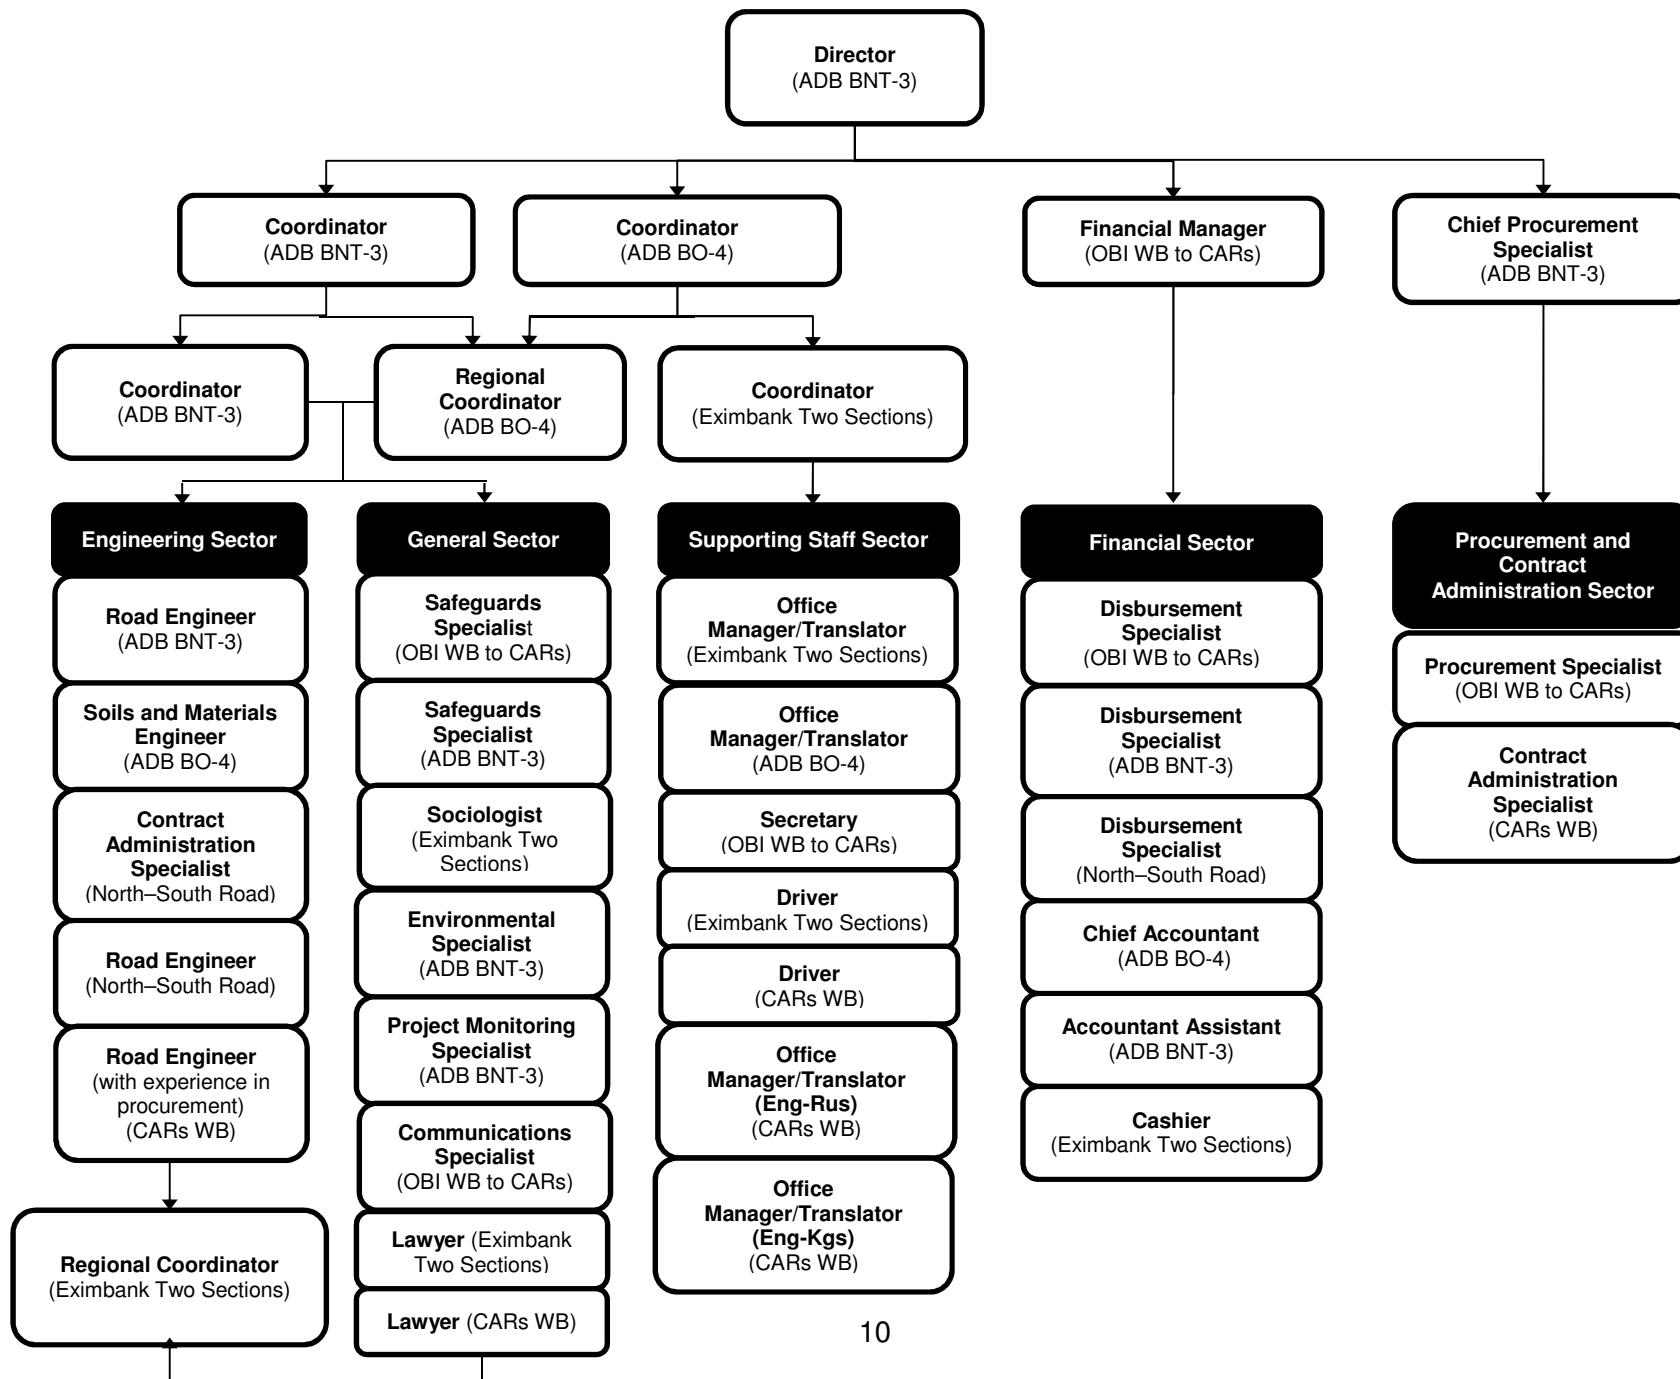 Director
(ADB BNT-3)
Coordinator
(ADB BNT-3)
Coordinator
(ADB BO-4)
Financial Manager
(OBI WB to CARs)
Chief Procurement
Specialist
(ADB BNT-3)
Coordinator
(ADB BNT-3)
Regional
Coordinator
(ADB BO-4)
Coordinator
(Eximbank Two Sections)
Engineering Sector
Road Engineer
(ADB BNT-3)
Soils and Materials
Engineer
(ADB BO-4)
Contract
Administration
Specialist
(North–South Road)
Road Engineer
(North–South Road)
Road Engineer
(with experience in
procurement)
(CARs WB)
Regional Coordinator
(Eximbank Two Sections)
General Sector
Safeguards
Specialist
(OBI WB to CARs)
Safeguards
Specialist
(ADB BNT-3)
Sociologist
(Eximbank Two
Sections)
Environmental
Specialist
(ADB BNT-3)
Project Monitoring
Specialist
(ADB BNT-3)
Communications
Specialist
(OBI WB to CARs)
Lawyer (Eximbank
Two Sections)
Lawyer (CARs WB)
Supporting Staff Sector
Office
Manager/Translator
(Eximbank Two Sections)
Office
Manager/Translator
(ADB BO-4)
Secretary
(OBI WB to CARs)
Driver
(Eximbank Two Sections)
Driver
(CARs WB)
Office
Manager/Translator
(Eng-Rus)
(CARs WB)
Office
Manager/Translator
(Eng-Kgs)
(CARs WB)
Financial Sector
Disbursement
Specialist
(OBI WB to CARs)
Disbursement
Specialist
(ADB BNT-3)
Disbursement
Specialist
(North–South Road)
Chief Accountant
(ADB BO-4)
Accountant Assistant
(ADB BNT-3)
Cashier
(Eximbank Two Sections)
Procurement and
Contract
Administration Sector
Procurement Specialist
(OBI WB to CARs)
Contract
Administration
Specialist
(CARs WB)
10